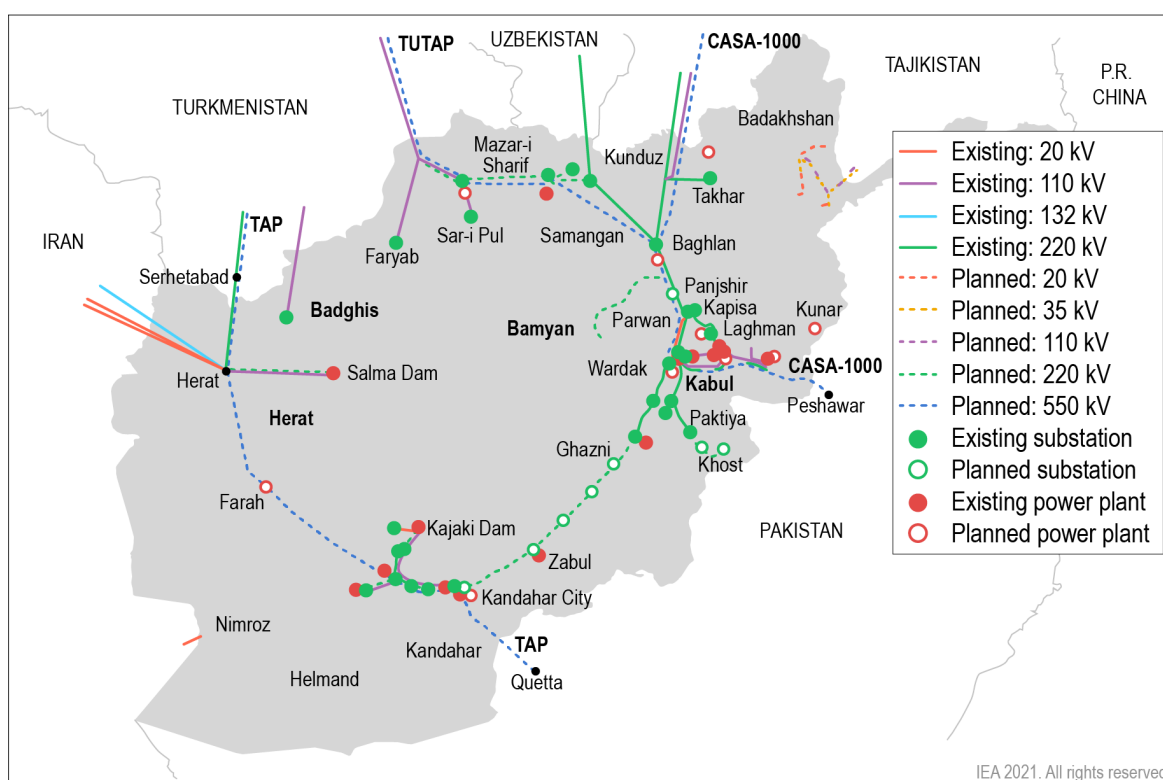 TUTAP
UZBEKISTAN
CASA-1000
TAJIKISTAN
P.R.
CHINA
TURKMENISTAN
Badakhshan
Mazar-i
Sharif
Kunduz
Takhar
IRAN
TAP
Sar-i Pul
Samangan
Baghlan
Faryab
Serhetabad
Panjshir
Badghis
Bamyan
Parwan
Kapisa
Kunar
Laghman
Herat
Salma Dam
Wardak
Kabul
CASA-1000
Peshawar
Herat
Paktiya
Ghazni
Khost
Farah
Kajaki Dam
PAKISTAN
Zabul
Kandahar City
Nimroz
Kandahar
TAP
Helmand
Quetta
Existing: 20 kV
Existing: 110 kV
Existing: 132 kV
Existing: 220 kV
Planned: 20 kV
Planned: 35 kV
Planned: 110 kV
Planned: 220 kV
Planned: 550 kV
Existing substation
Planned substation
Existing power plant
Planned power plant
IEA 2021. All rights reserved